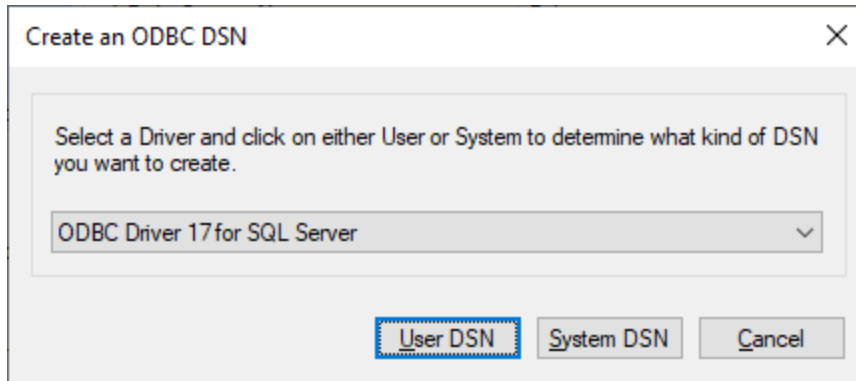 Create an ODBC DSN
Select a Driver and click on either User or System to determine what kind of DSN
you want to create.
ODBC Driver 17 for SQL Server
User DSN System DSN Cancel